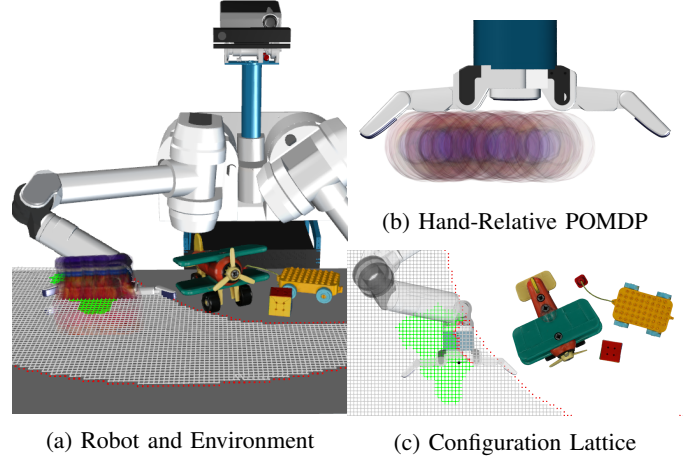 (b) Hand-Relative POMDP
(a) Robot and Environment
(c) Configuration Lattice